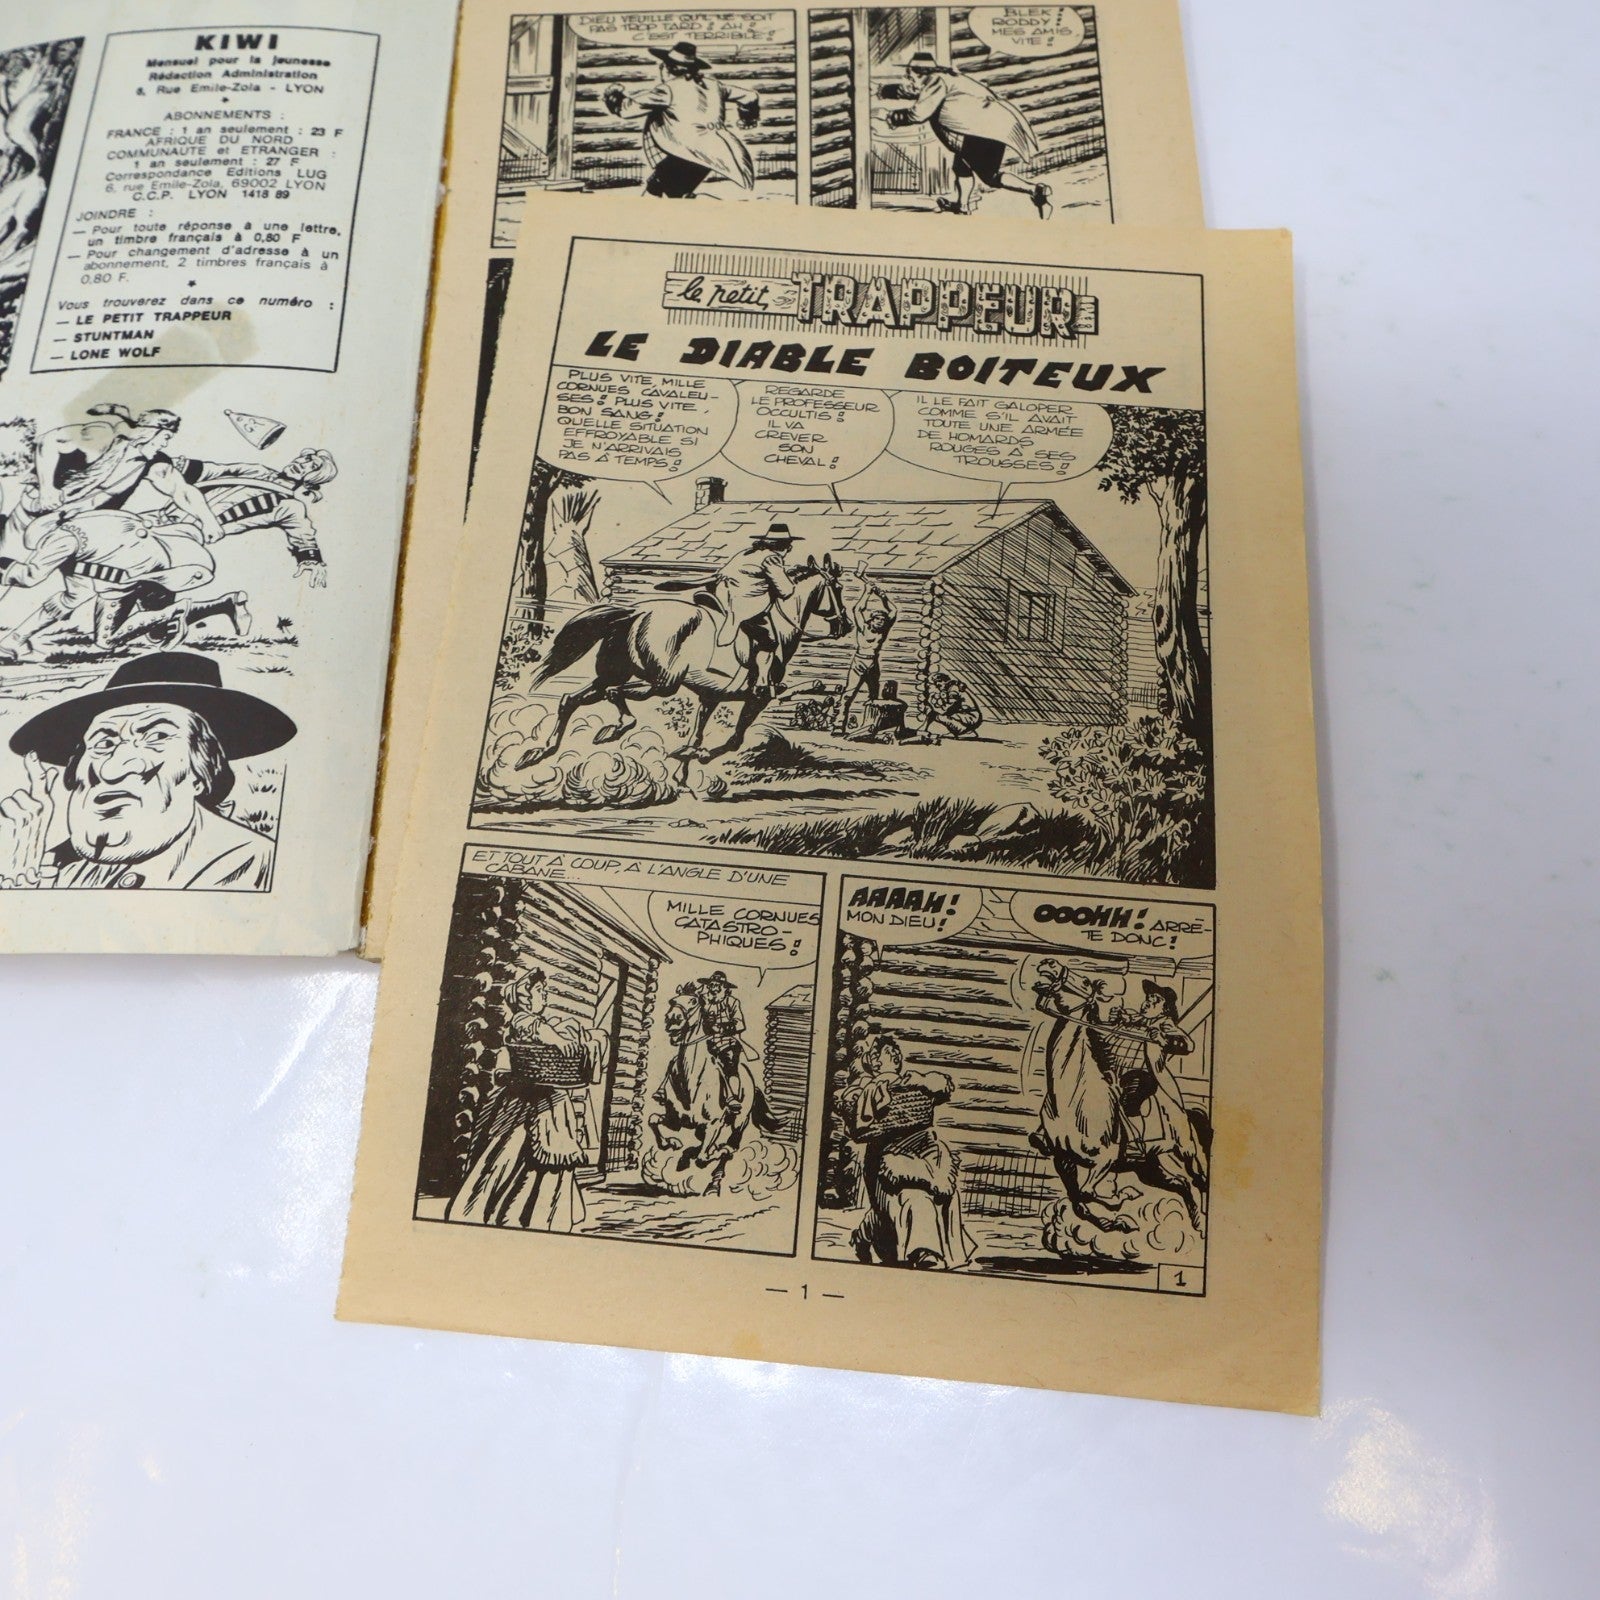 KIWI
Mensuel pour la jeunesse
Rédaction Administration
6, Rue Emile-Zola - LYON
ABONNEMENTS :
FRANCE : 1 an seulement : 23 F
AFRIQUE DU NORD
COMMUNAUTE et ETRANGER :
1 an seulement : 27 F
Correspondance Editions LUG
6, rue Emile-Zola, 69002 LYON
C.C.P. LYON 1418 89
JOINDRE :
— Pour toute réponse à une lettre,
un timbre français à 0,80 F
— Pour changement d'adresse à un
abonnement, 2 timbres français à
0,80 F.
Vous trouverez dans ce numéro :
— LE PETIT TRAPPEUR
— STUNTMAN
— LONE WOLF
DIEU VEUILLE QU'IL NE SOIT
PAS TROP TARD ! AH !
C'EST TERRIBLE !
BLEK !
RODDY !
MES AMIS
VITE !
le petit TRAPPEUR
LE DIABLE BOITEUX
PLUS VITE, MILLE
CORNUES CAVALEU-
SES ! PLUS VITE,
BON SANG !
QUELLE SITUATION
EFFROYABLE SI
JE N'ARRIVAIS
PAS À TEMPS !
REGARDE
LE PROFESSEUR
OCCULTIS !
IL VA
CREVER
SON
CHEVAL !
IL LE FAIT GALOPER
COMME S'IL AVAIT
TOUTE UNE ARMÉE
DE HOMARDS
ROUGES À SES
TROUSSES !
ET TOUT À COUP, À L'ANGLE D'UNE
CABANE...
MILLE CORNUES
CATASTRO-
PHIQUES !
AAAAH !
MON DIEU !
OOOHH ! ARRÊ-
TE DONC !
1
— 1 —